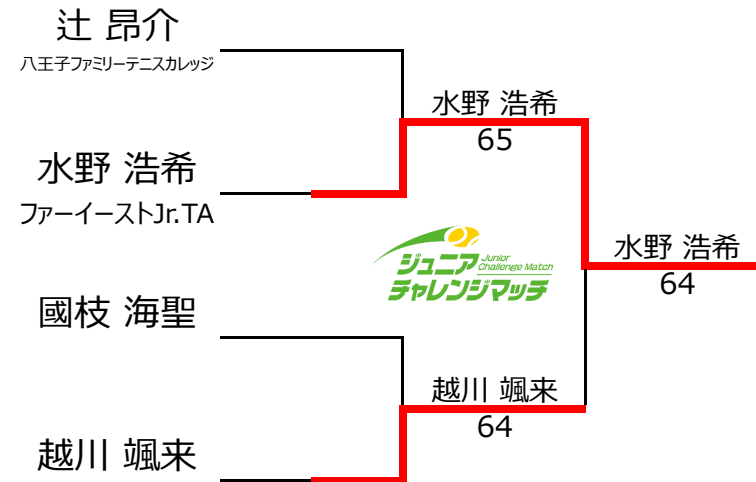 辻 昂介
八王子ファミリーテニスカレッジ
水野 浩希
65
水野 浩希
ファーイーストJr.TA
水野 浩希
64
ジュニア Junior Challenge Match
チャレンジマッチ
國枝 海聖
越川 颯来
64
越川 颯来